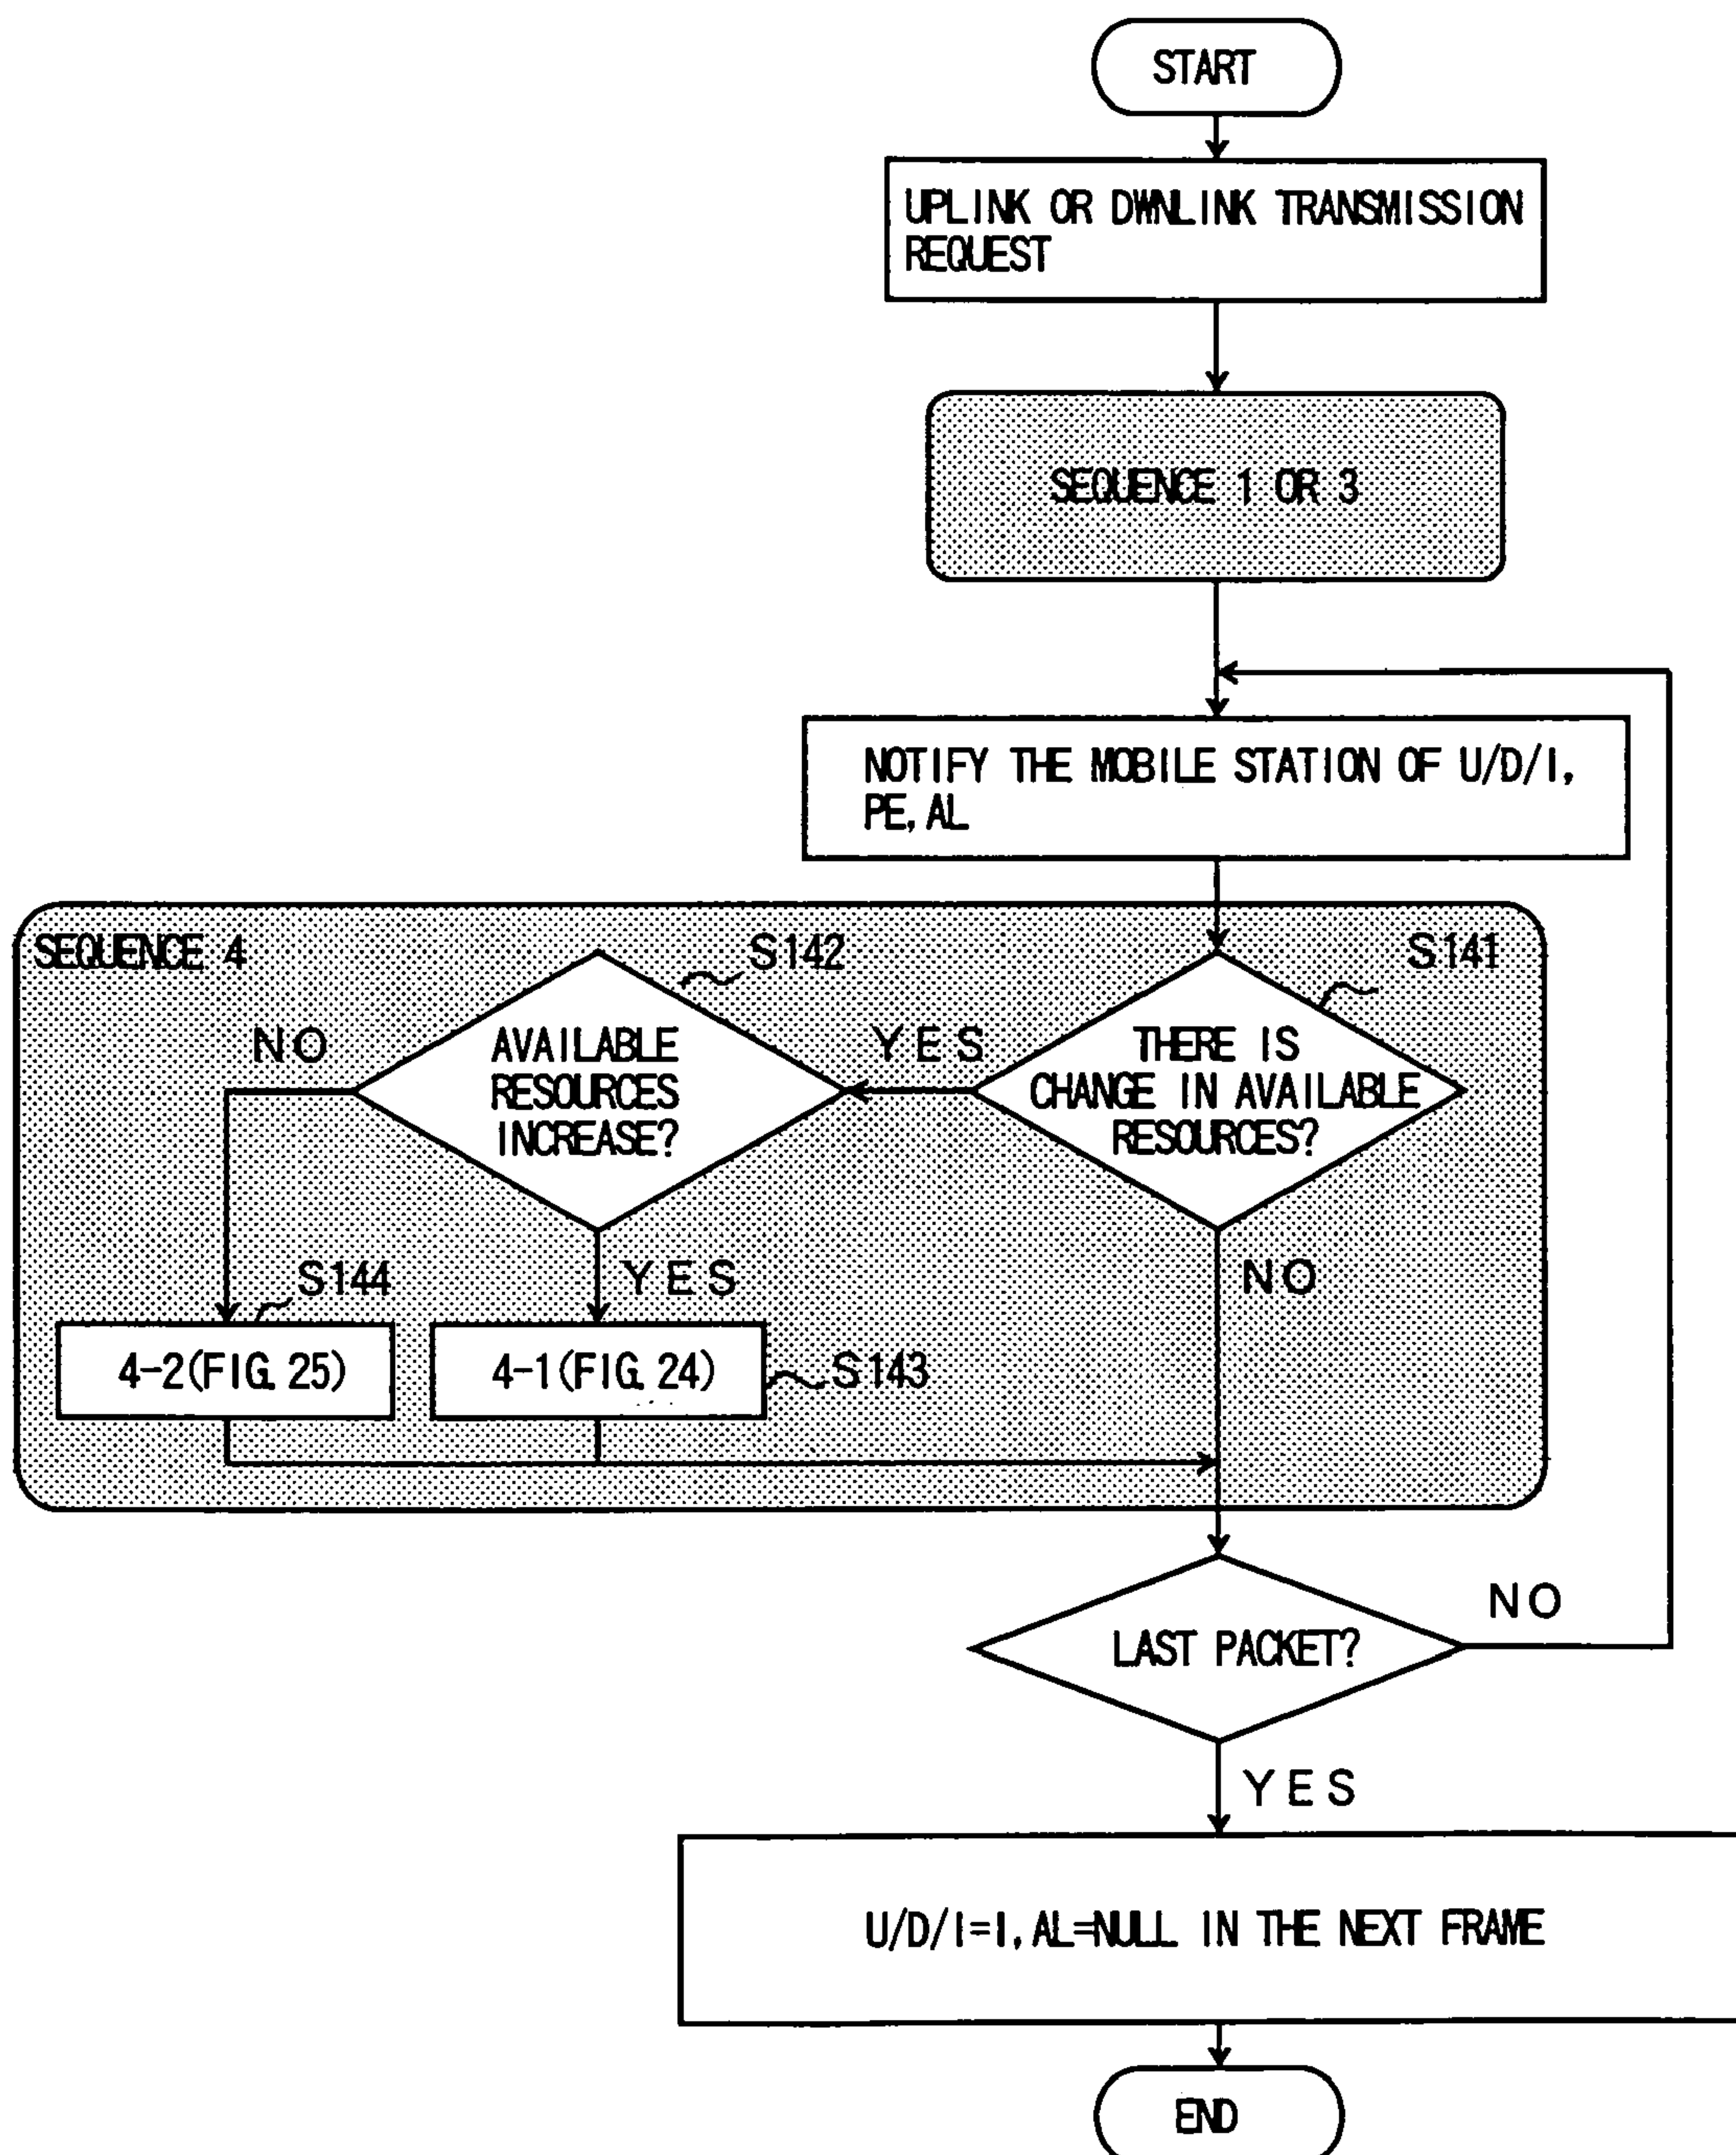 START
UPLINK OR DWNLINK TRANSMISSION
REQUEST
SEQUENCE 1 OR 3
NOTIFY THE MOBILE STATION OF U/D/I,
PE, AL
SEQUENCE 4
S142
S141
NO
AVAILABLE
RESOURCES
INCREASE?
YES
THERE IS
CHANGE IN AVAILABLE
RESOURCES?
S144
YES
NO
4-2(FIG. 25)
4-1(FIG. 24)
S143
LAST PACKET?
NO
YES
U/D/I=I, AL=NULL IN THE NEXT FRAME
END